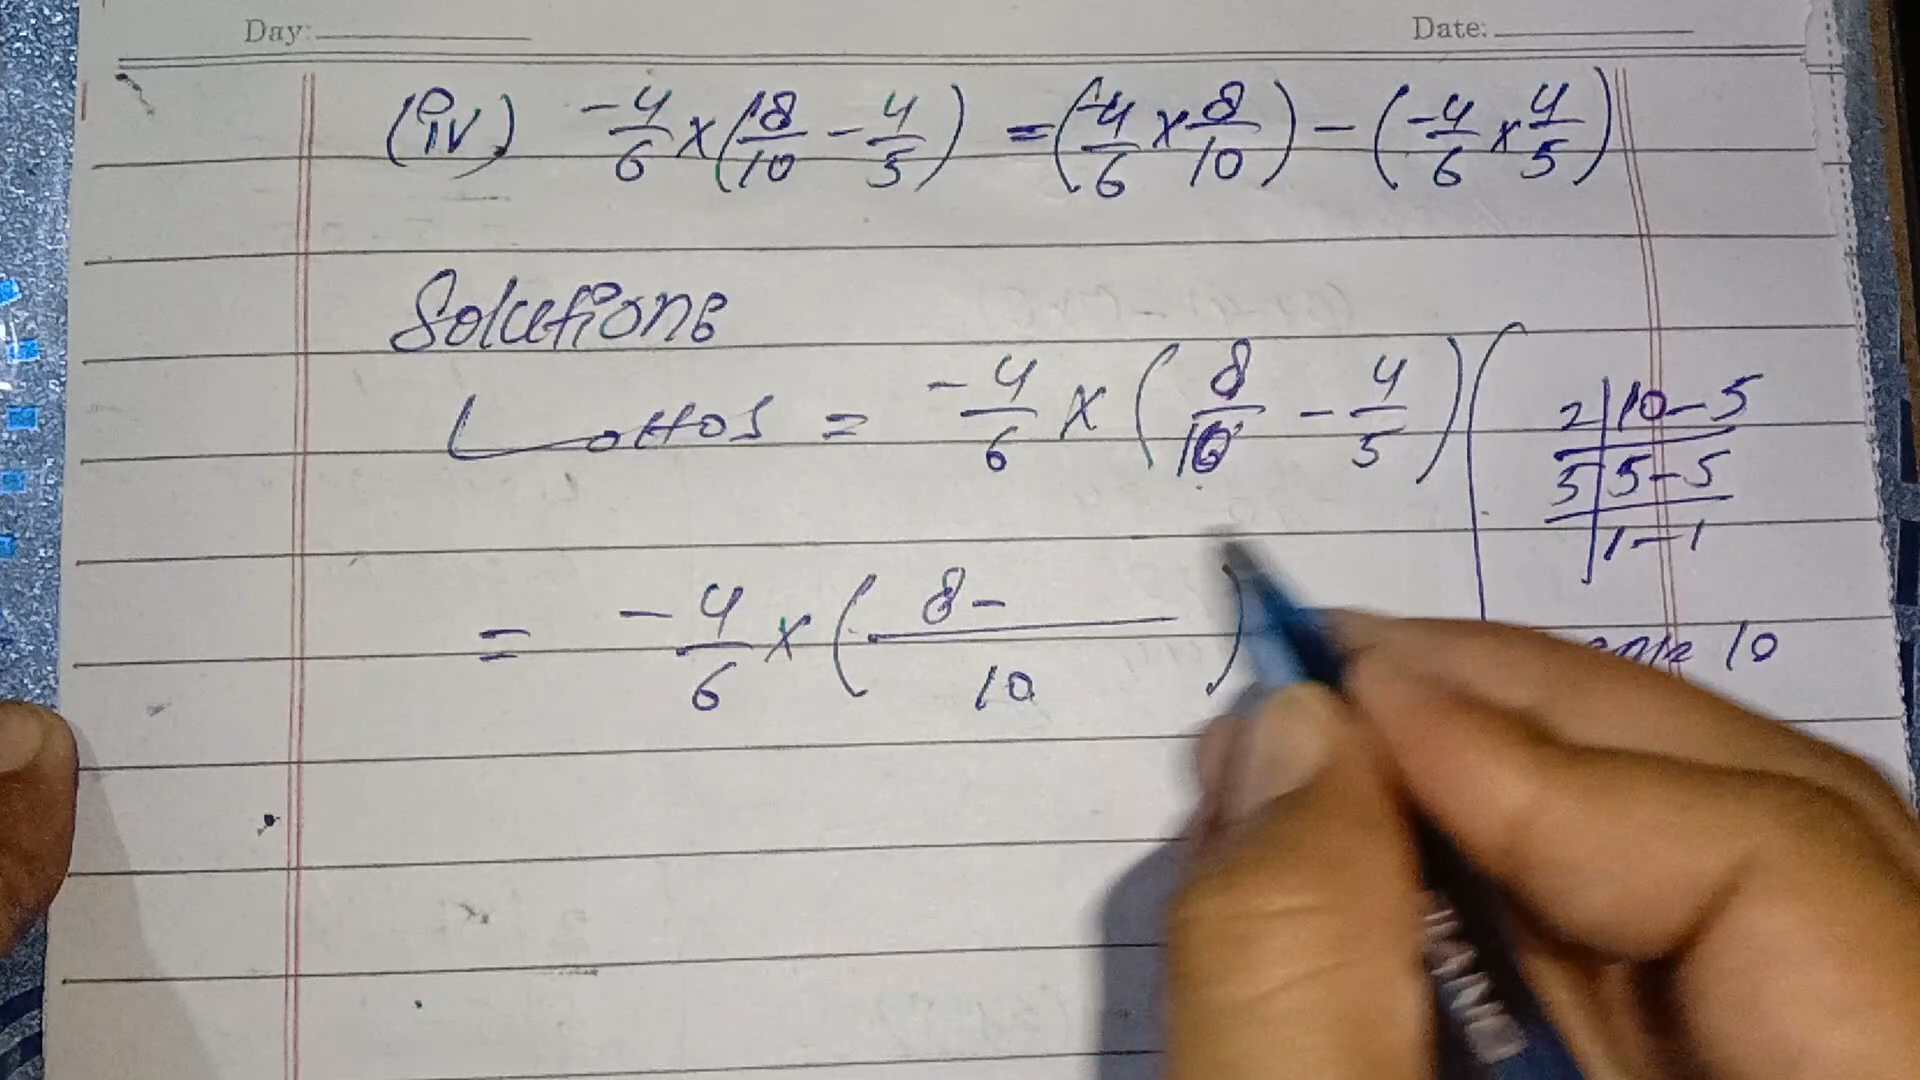 Day: Date:
(iv) -4/6 × (8/10 - 4/5) = (-4/6 × 8/10) - (-4/6 × 4/5)
Solution:
L.H.S = -4/6 × (8/10 - 4/5)
2 | 10 - 5
5 | 5 - 5
1 - 1
= -4/6 × (8 - /10)
10